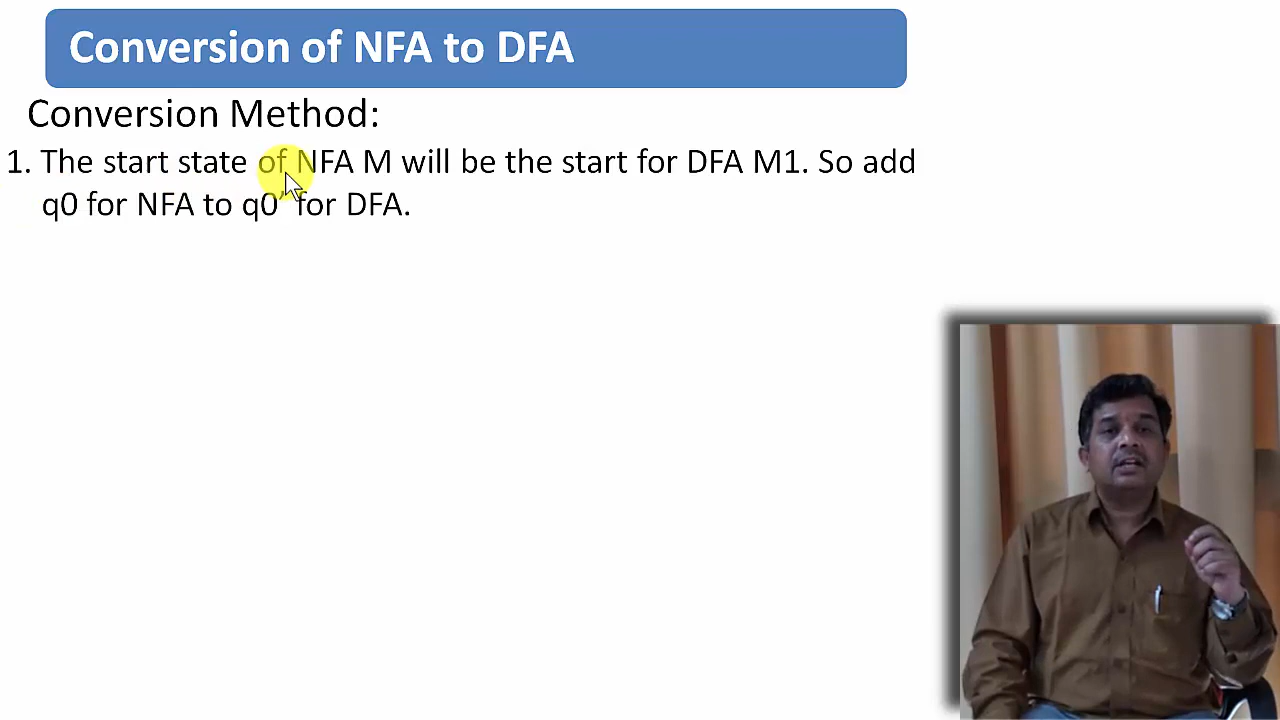 Conversion of NFA to DFA
Conversion Method:
1. The start state of NFA M will be the start for DFA M1. So add
q0 for NFA to q0' for DFA.